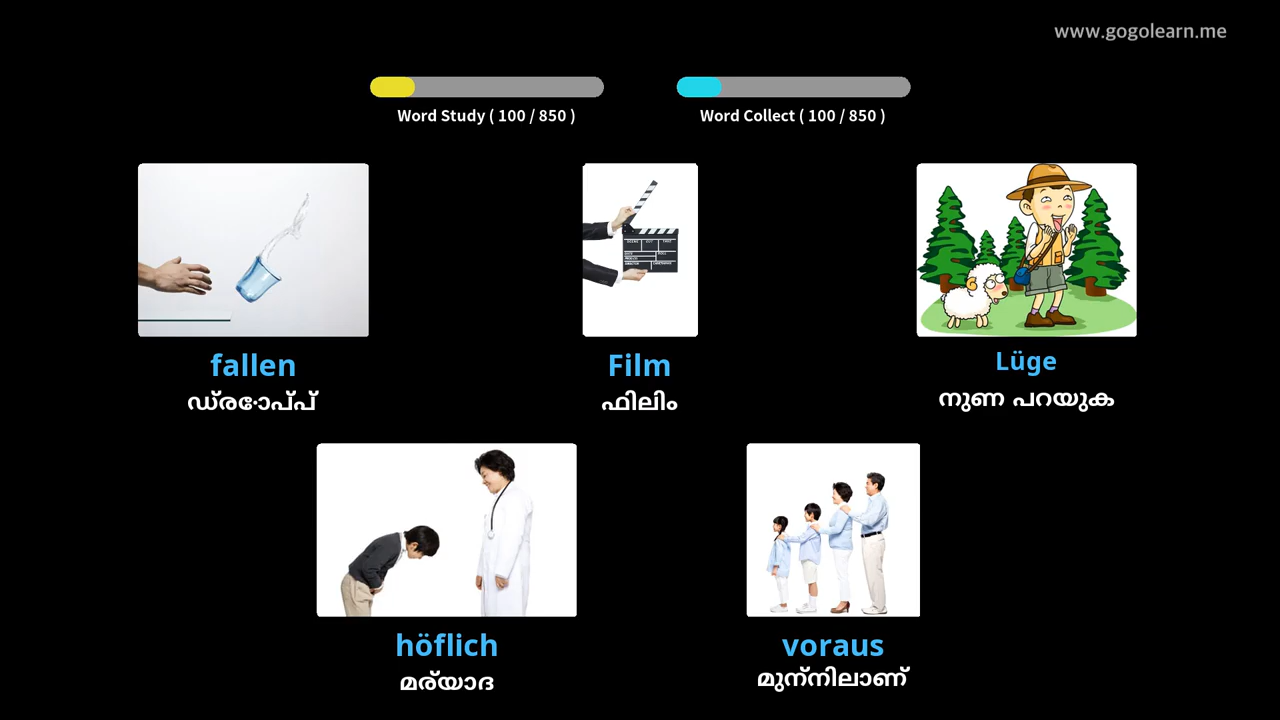 www.gogolearn.me
Word Study ( 100 / 850 )
Word Collect ( 100 / 850 )
fallen
ഡ്രോപ്പ്
Film
ഫിലിം
Lüge
നുണ പറയുക
höflich
മര്യാദ
voraus
മുന്നിലാണ്